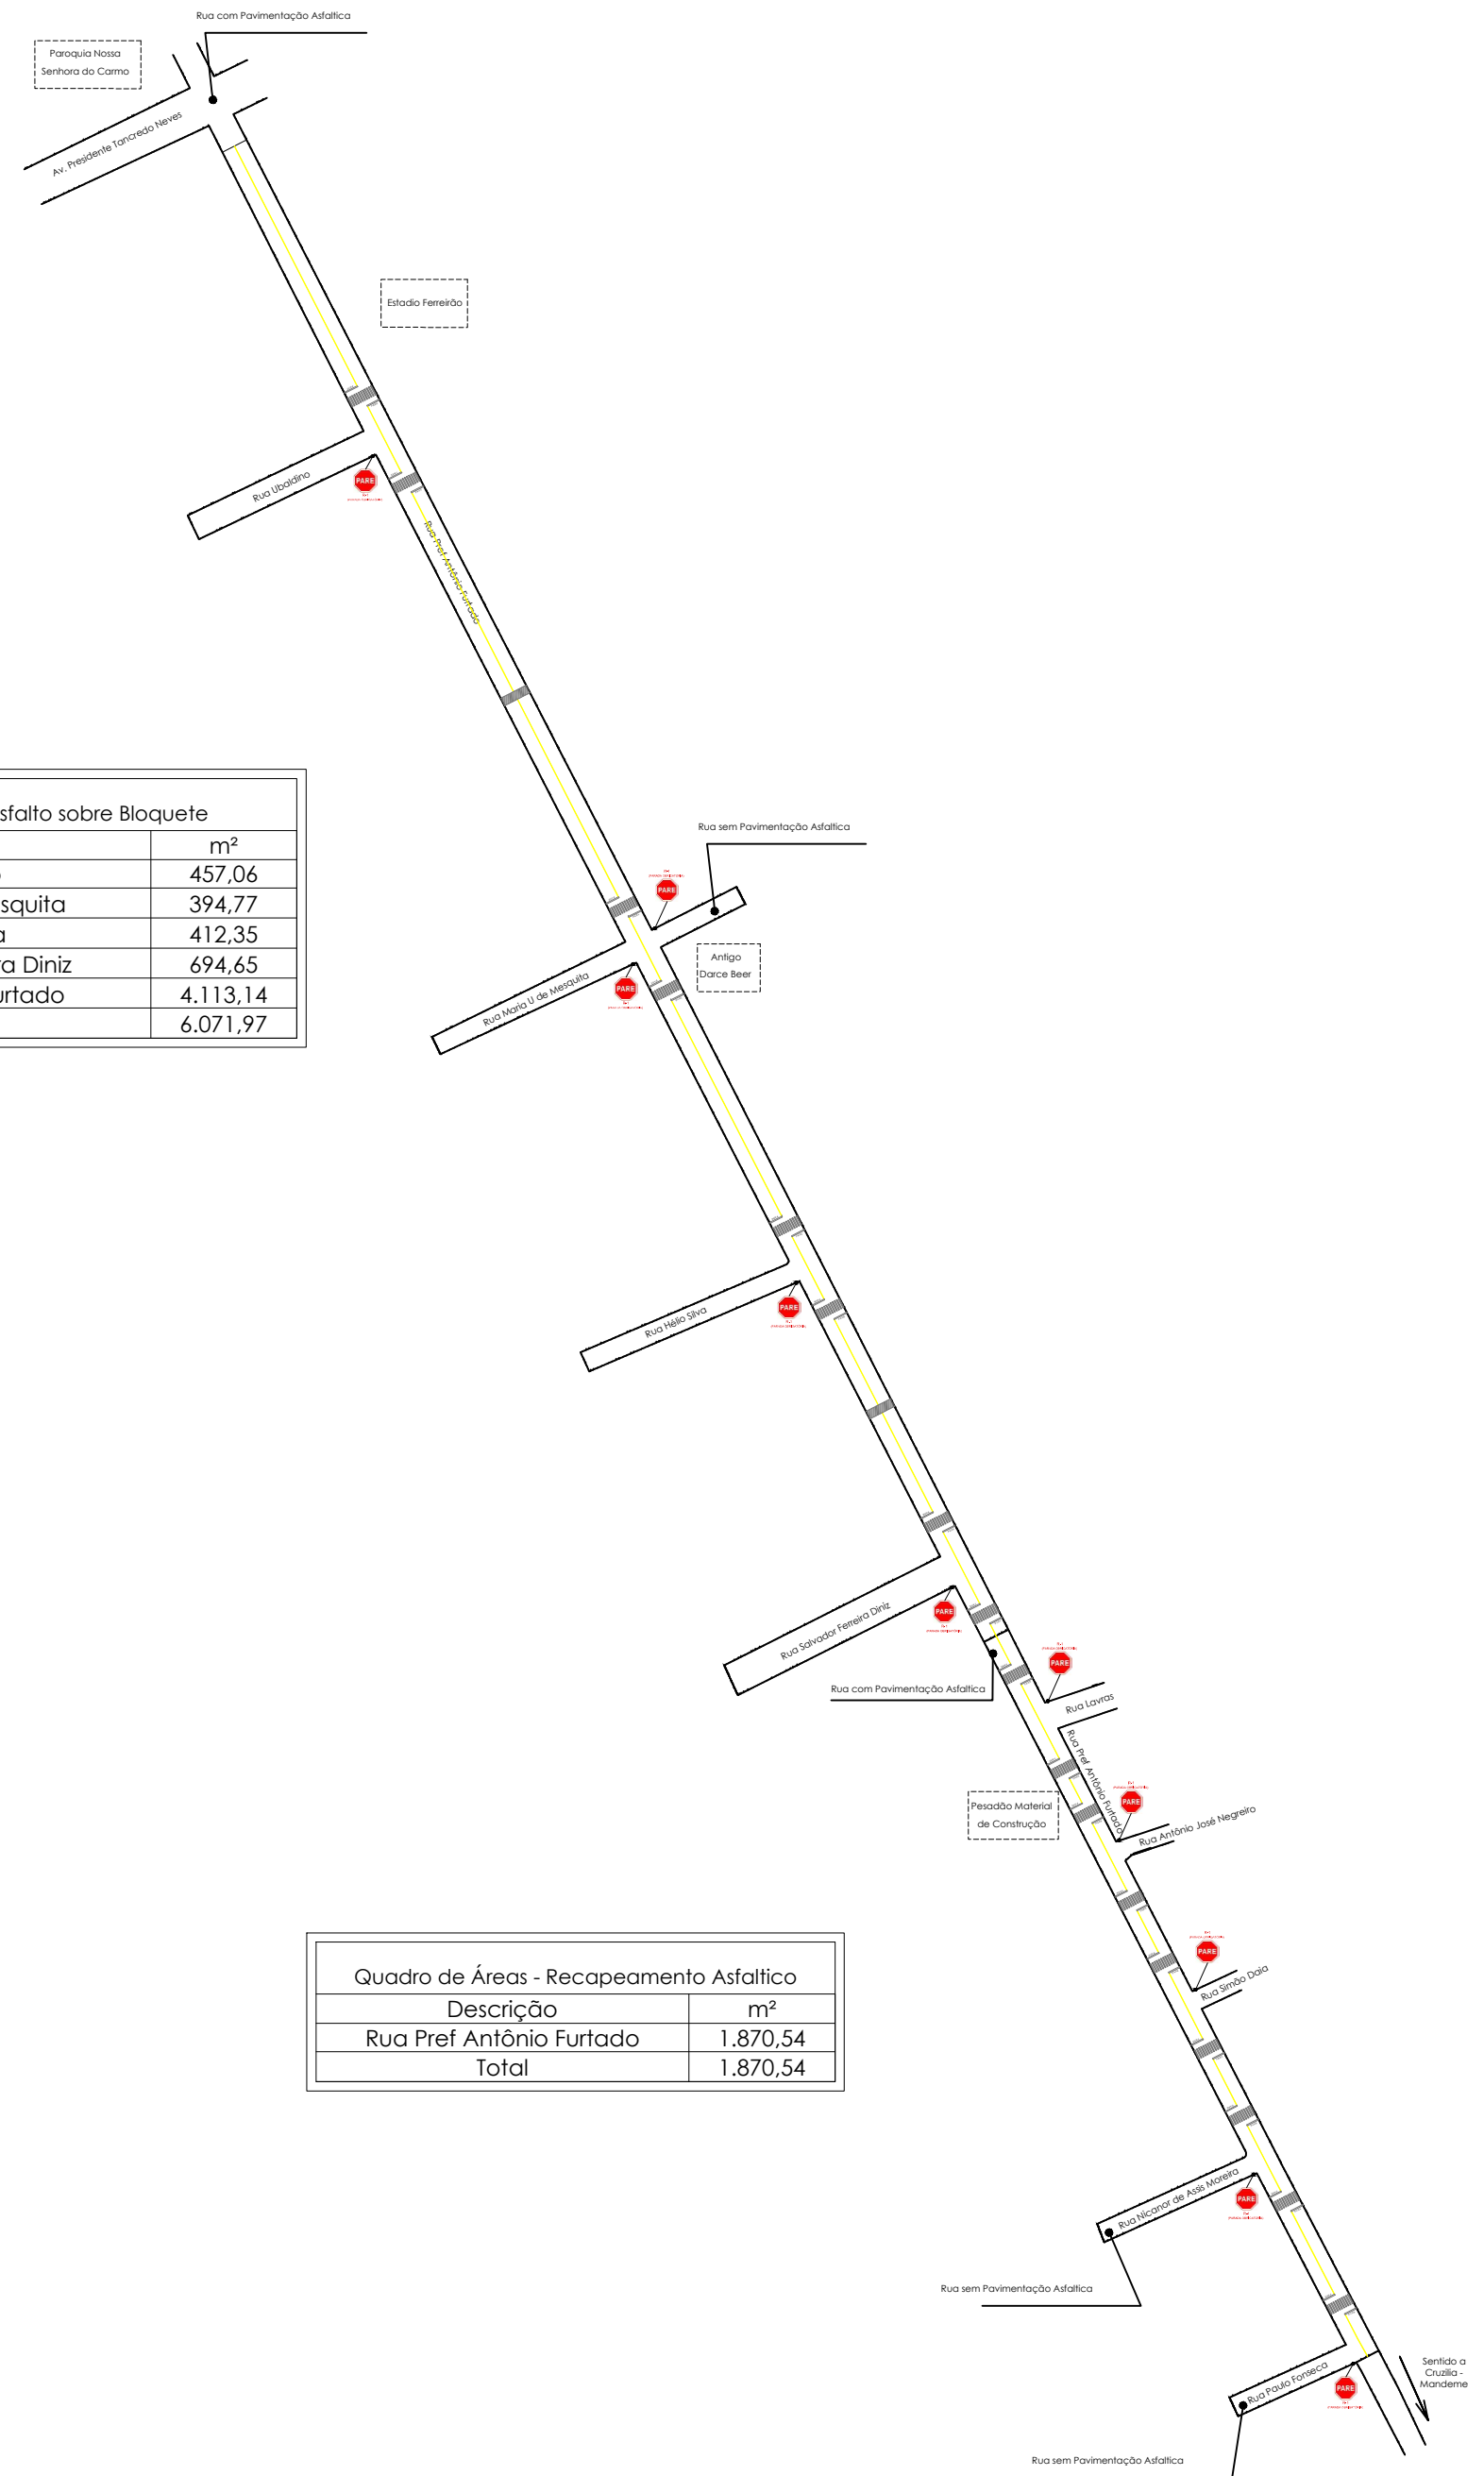 Rua com Pavimentação Asfaltica
Paroquia Nossa
Senhora do Carmo
Av. Presidente Tancredo Neves
Estadio Ferreirão
PARE
Rua Ubaldino
Rua Pref Antônio Furtado
sfalto sobre Bloquete
m²
457,06
squita 394,77
a 412,35
ra Diniz 694,65
urtado 4.113,14
6.071,97
Rua sem Pavimentação Asfaltica
PARE
Antigo
Darce Beer
PARE
Rua Maria U de Mesquita
PARE
Rua Hélio Silva
PARE
Rua Salvador Ferreira Diniz
PARE
Rua com Pavimentação Asfaltica
Rua Lavras
Rua Pref Antônio Furtado
PARE
Pesadão Material
de Construção
Rua Antônio José Negreiro
PARE
Rua Simão Daia
Quadro de Áreas - Recapeamento Asfaltico
Descrição m²
Rua Pref Antônio Furtado 1.870,54
Total 1.870,54
PARE
Rua Nicanor de Assis Moreira
Rua sem Pavimentação Asfaltica
Sentido a
Cruzilia -
Mandeme
PARE
Rua Paulo Fonseca
Rua sem Pavimentação Asfaltica